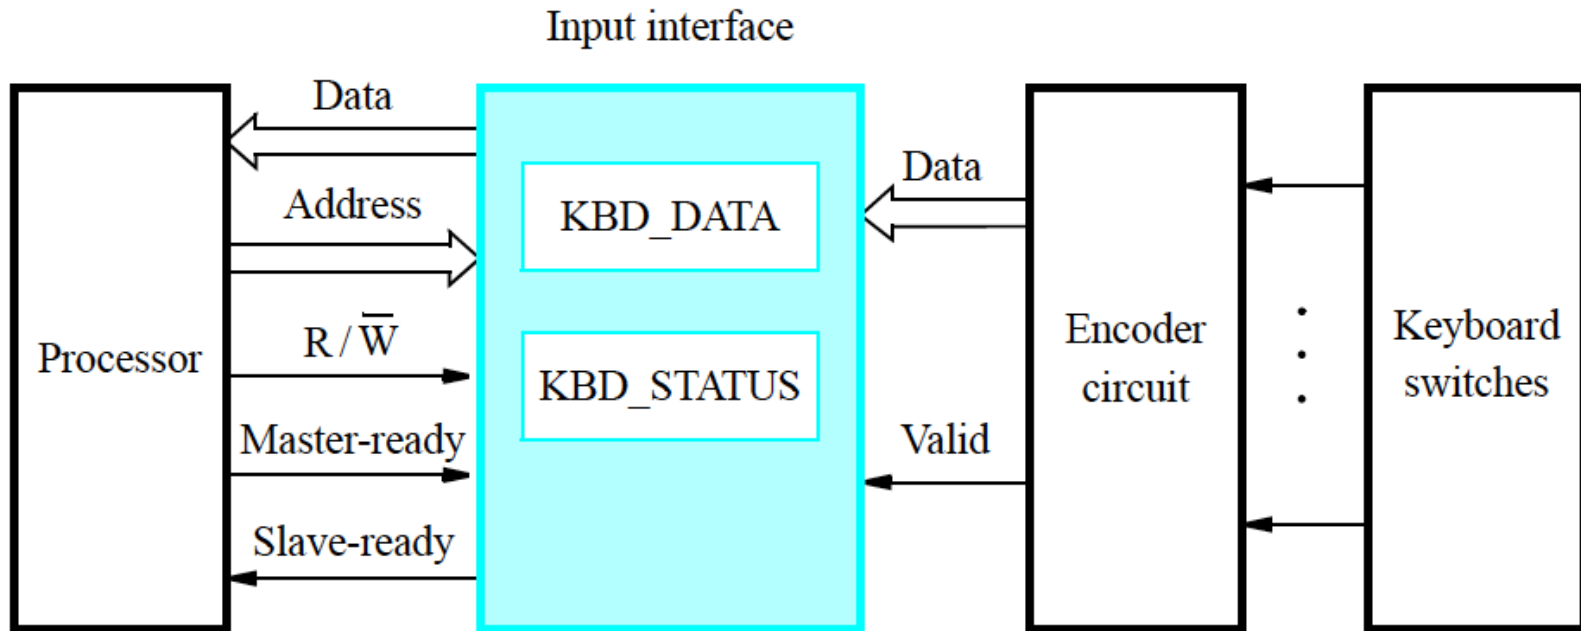 Input interface
Data
Address
R / W̅
Master-ready
Slave-ready
Processor
KBD_DATA
KBD_STATUS
Data
Valid
Encoder
circuit
Keyboard
switches